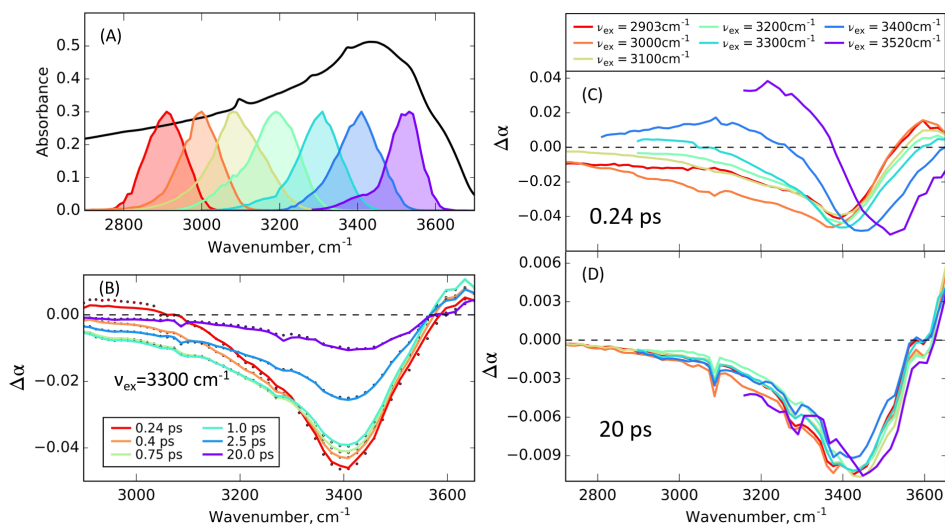 (A)
0.5
0.4
0.3
0.2
0.1
0.0
Absorbance
2800 3000 3200 3400 3600
Wavenumber, cm⁻¹
(B)
0.00
−0.02
−0.04
Δα
νex=3300 cm⁻¹
0.24 ps 1.0 ps
0.4 ps 2.5 ps
0.75 ps 20.0 ps
3000 3200 3400 3600
Wavenumber, cm⁻¹
νex = 2903cm⁻¹ νex = 3200cm⁻¹ νex = 3400cm⁻¹
νex = 3000cm⁻¹ νex = 3300cm⁻¹ νex = 3520cm⁻¹
νex = 3100cm⁻¹
(C)
0.04
0.02
0.00
−0.02
−0.04
Δα
0.24 ps
(D)
0.006
0.003
0.000
−0.003
−0.006
−0.009
Δα
20 ps
2800 3000 3200 3400 3600
Wavenumber, cm⁻¹